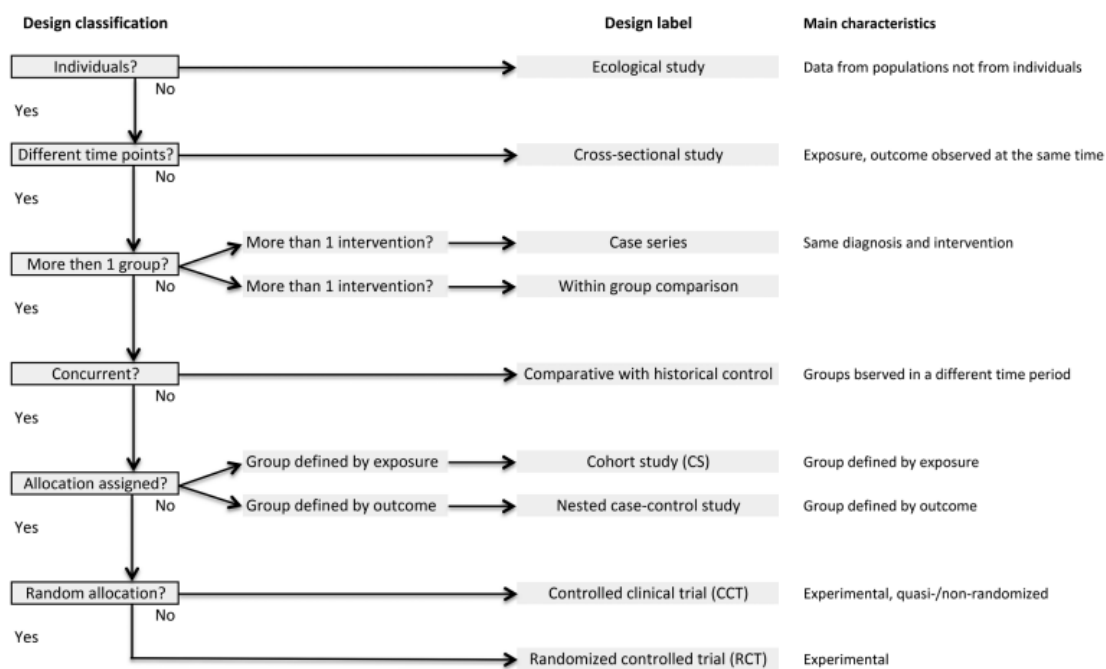 Design classification Design label Main characteristics
Individuals? Ecological study Data from populations not from individuals
No
Yes
Different time points? Cross-sectional study Exposure, outcome observed at the same time
No
Yes
More than 1 intervention? Case series Same diagnosis and intervention
More then 1 group?
No More than 1 intervention? Within group comparison
Yes
Concurrent? Comparative with historical control Groups bserved in a different time period
No
Yes
Group defined by exposure Cohort study (CS) Group defined by exposure
Allocation assigned?
No Group defined by outcome Nested case-control study Group defined by outcome
Yes
Random allocation? Controlled clinical trial (CCT) Experimental, quasi-/non-randomized
No
Yes
Randomized controlled trial (RCT) Experimental